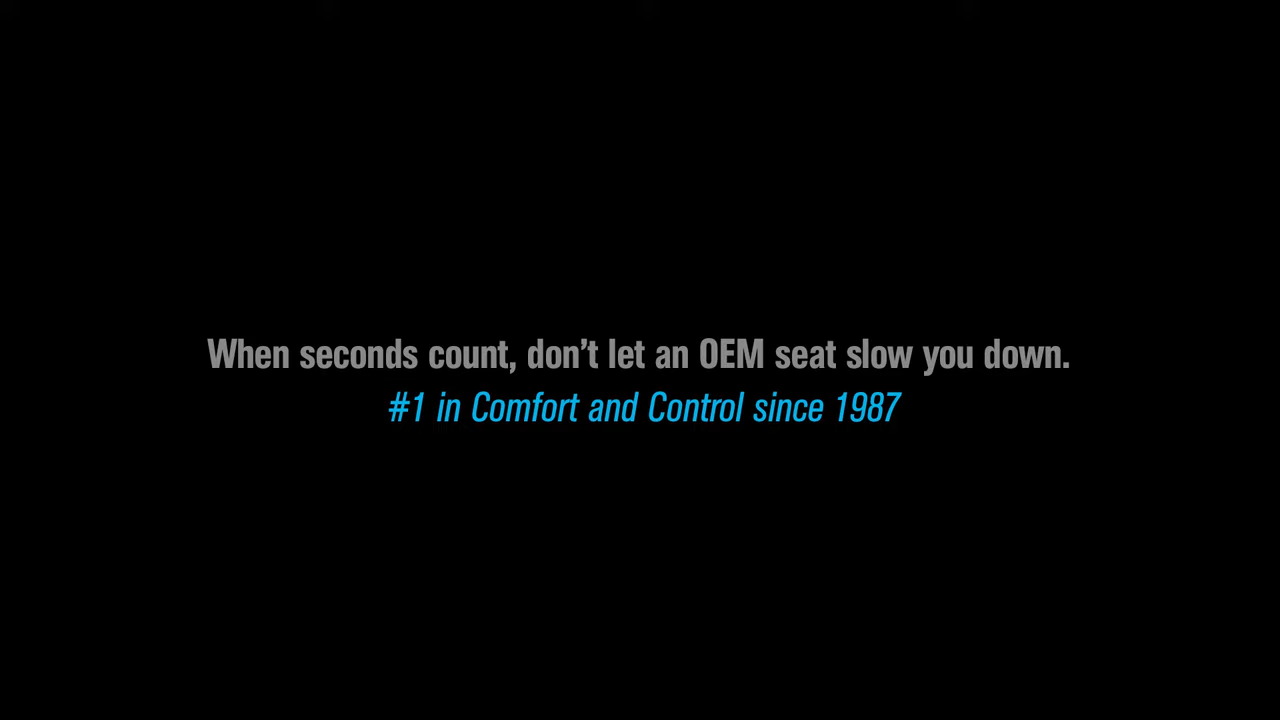 When seconds count, don’t let an OEM seat slow you down.
#1 in Comfort and Control since 1987